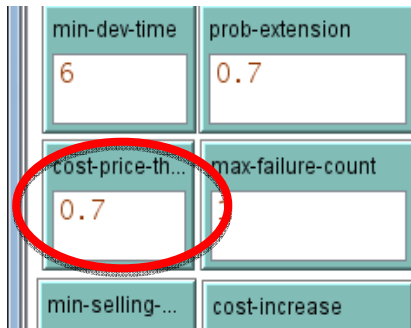 min-dev-time prob-extension
6 0.7
cost-price-th... max-failure-count
0.7
min-selling-... cost-increase